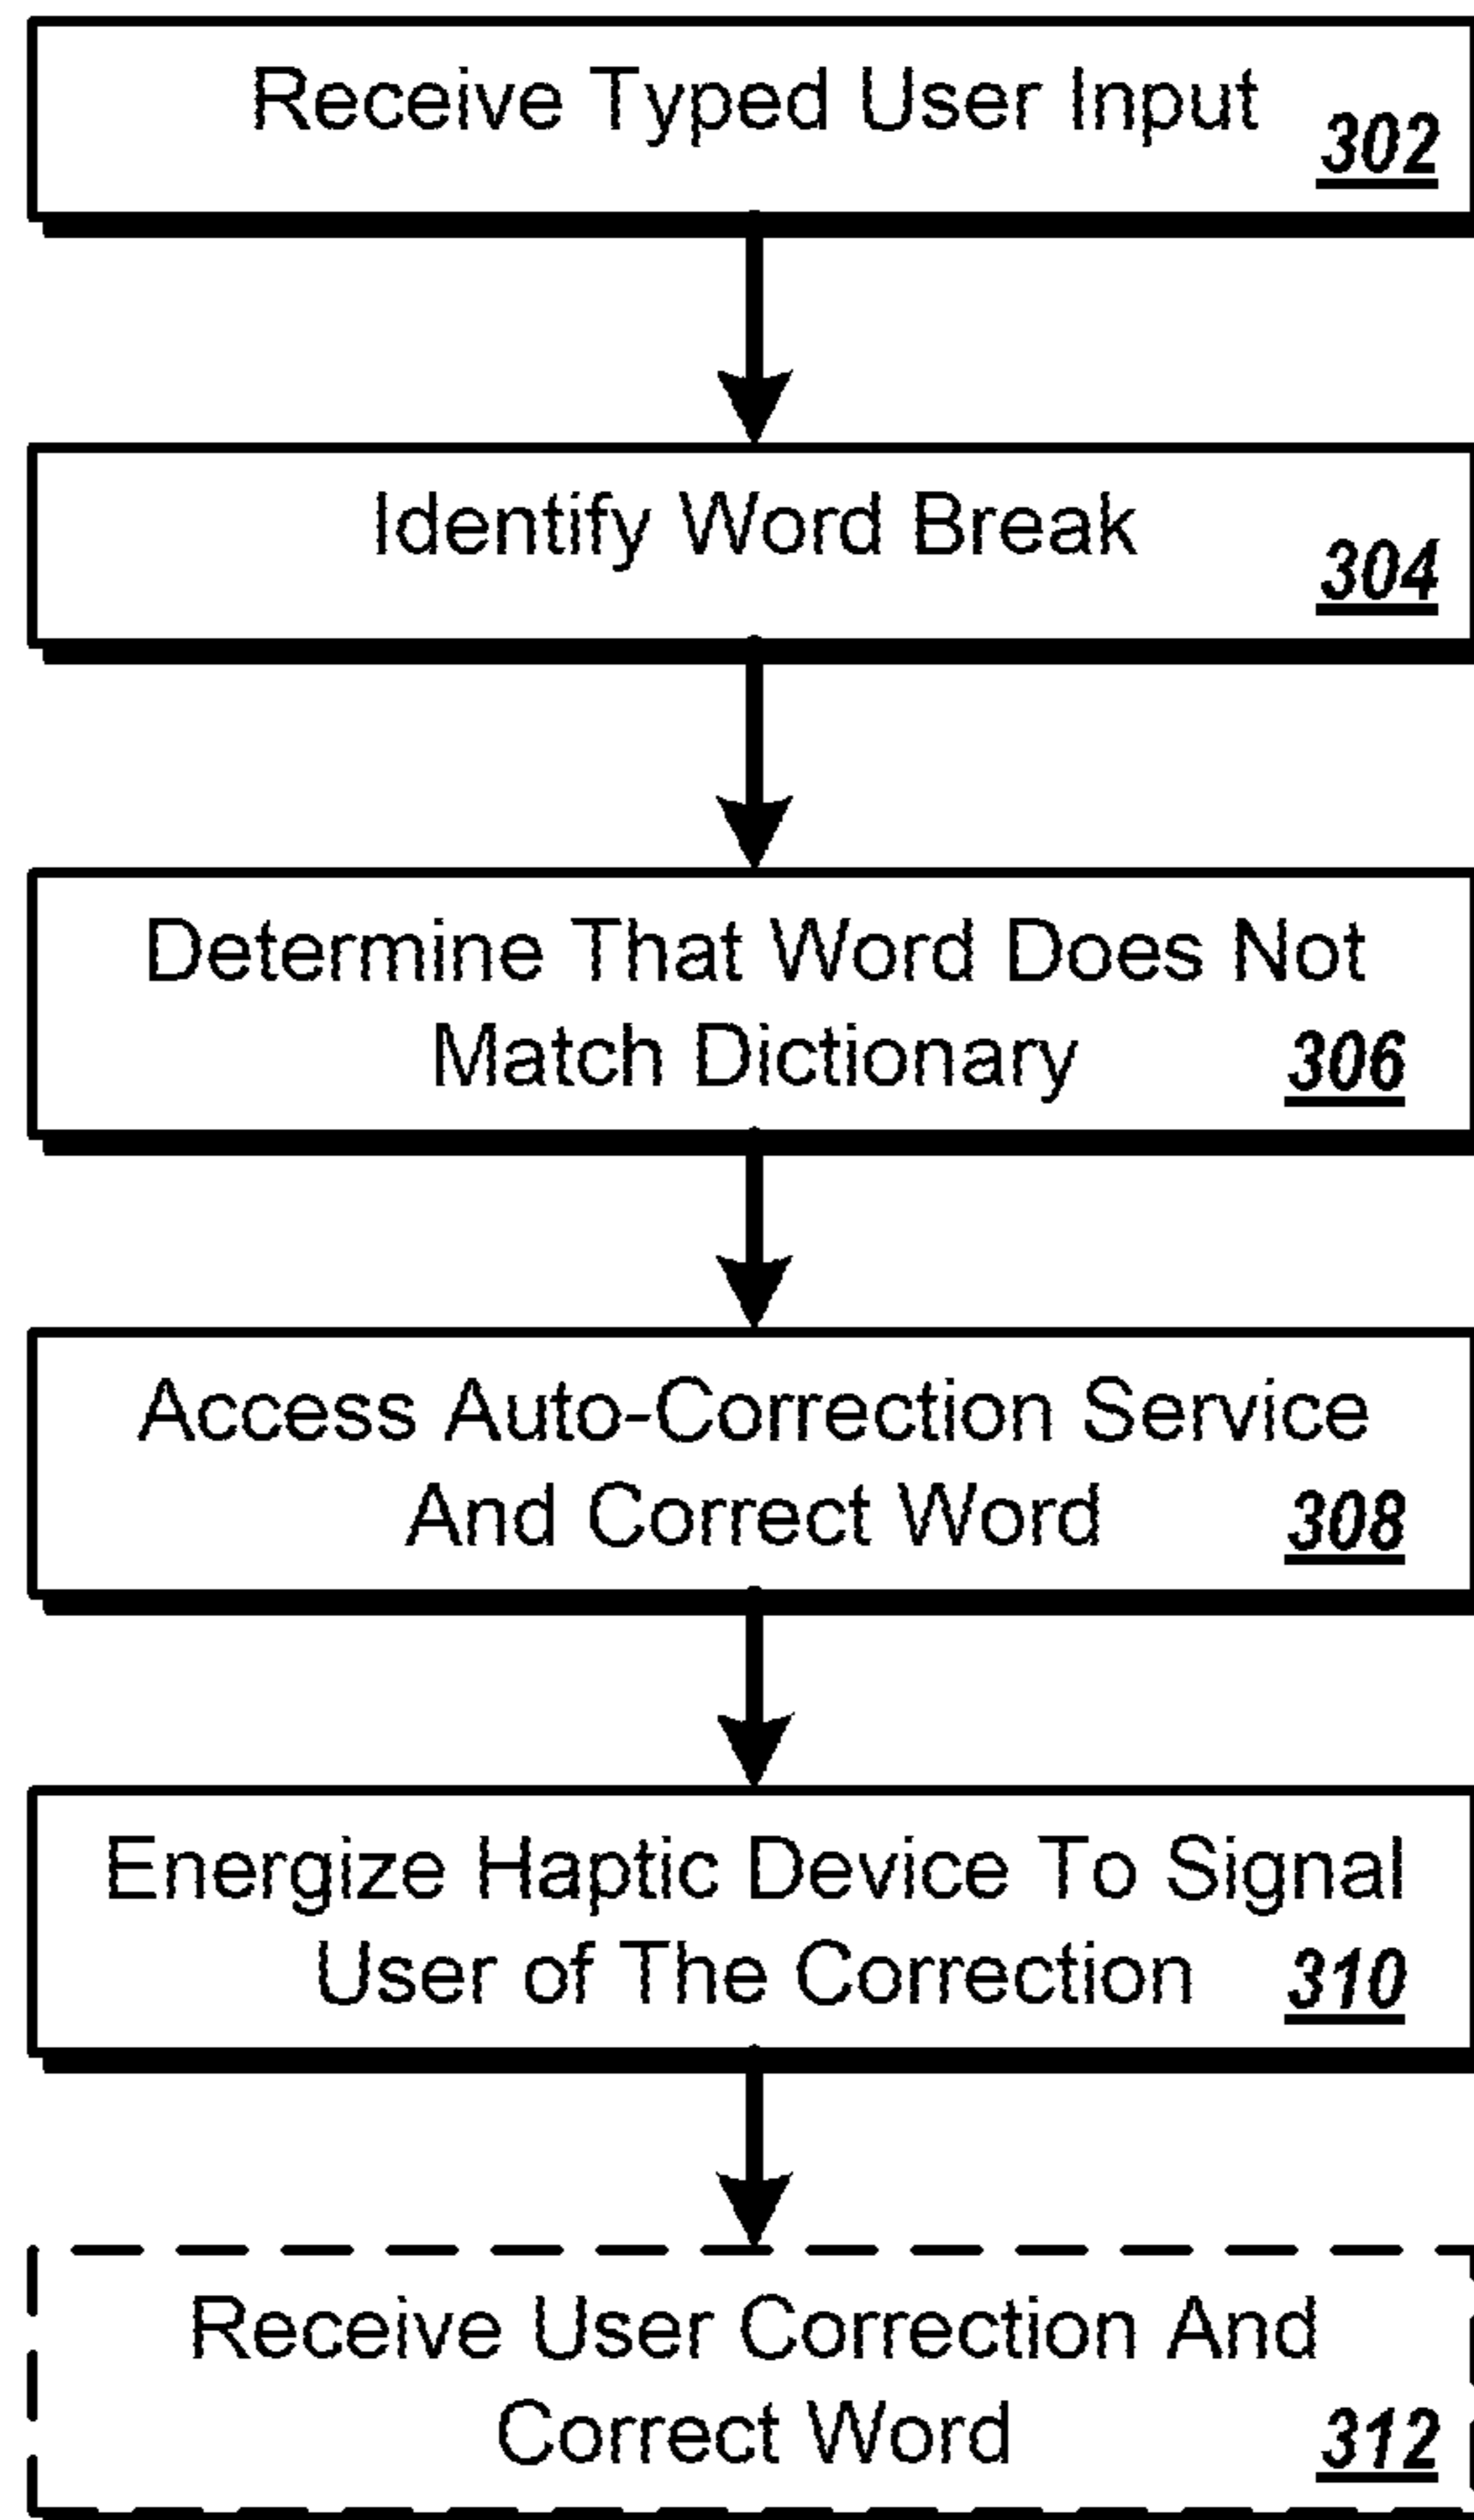 Receive Typed User Input
302
Identify Word Break
304
Determine That Word Does Not
Match Dictionary 306
Access Auto-Correction Service
And Correct Word 308
Energize Haptic Device To Signal
User of The Correction 310
Receive User Correction And
Correct Word 312